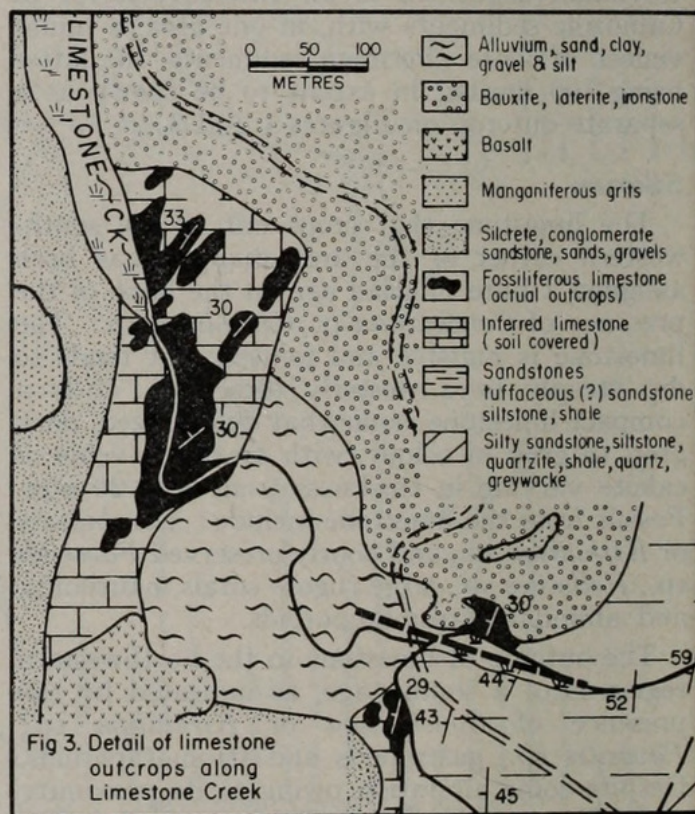 LIMESTONE CK
0 50 100
METRES
Alluvium, sand, clay,
gravel & silt
Bauxite, laterite, ironstone
Basalt
Manganiferous grits
Silcrete, conglomerate
sandstone, sands, gravels
Fossiliferous limestone
(actual outcrops)
Inferred limestone
(soil covered)
Sandstones
tuffaceous (?) sandstone
siltstone, shale
Silty sandstone, siltstone,
quartzite, shale, quartz,
greywacke
33
30
30
30
59
29
44
52
43
45
Fig 3. Detail of limestone
outcrops along
Limestone Creek